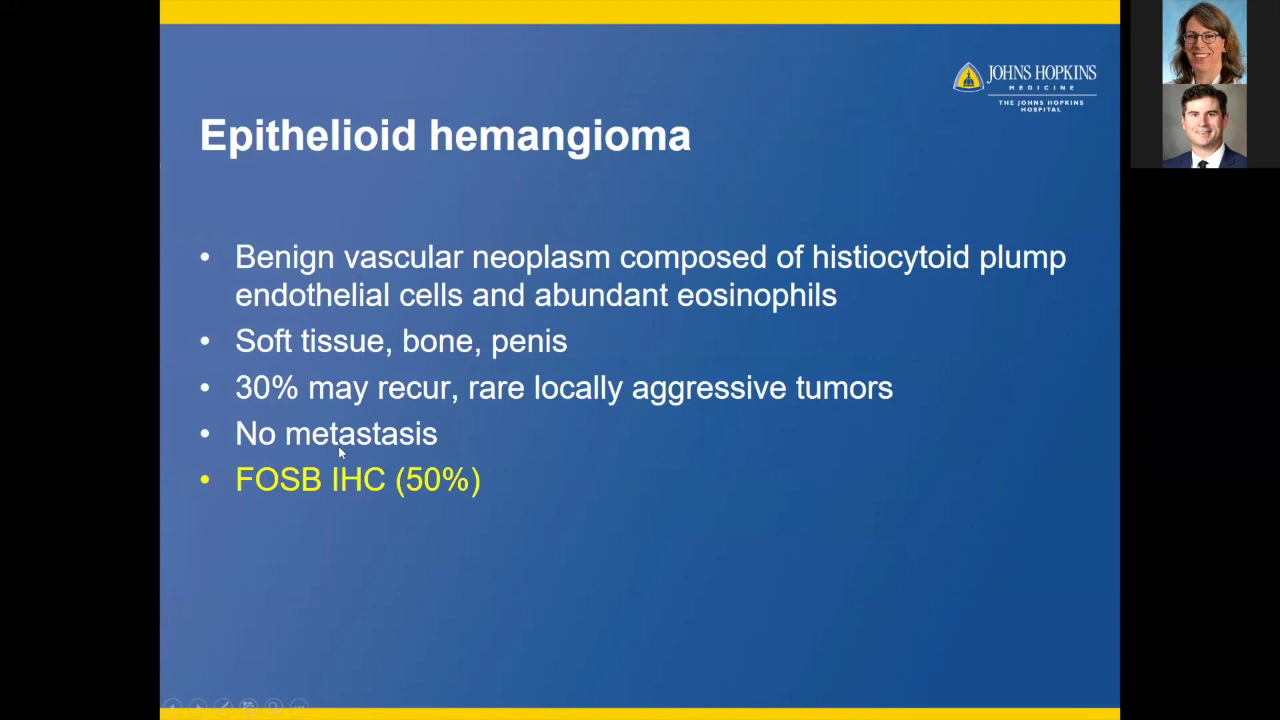 JOHNS HOPKINS
MEDICINE
THE JOHNS HOPKINS
HOSPITAL
Epithelioid hemangioma
• Benign vascular neoplasm composed of histiocytoid plump
endothelial cells and abundant eosinophils
• Soft tissue, bone, penis
• 30% may recur, rare locally aggressive tumors
• No metastasis
• FOSB IHC (50%)